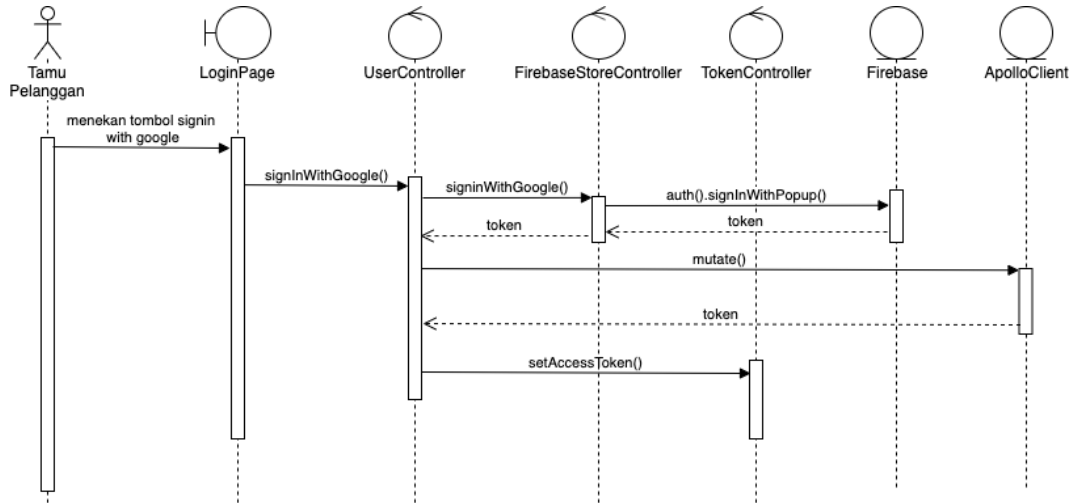 Tamu
Pelanggan
LoginPage
UserController
FirebaseStoreController
TokenController
Firebase
ApolloClient
menekan tombol signin
with google
signInWithGoogle()
signinWithGoogle()
auth().signInWithPopup()
token
token
mutate()
token
setAccessToken()